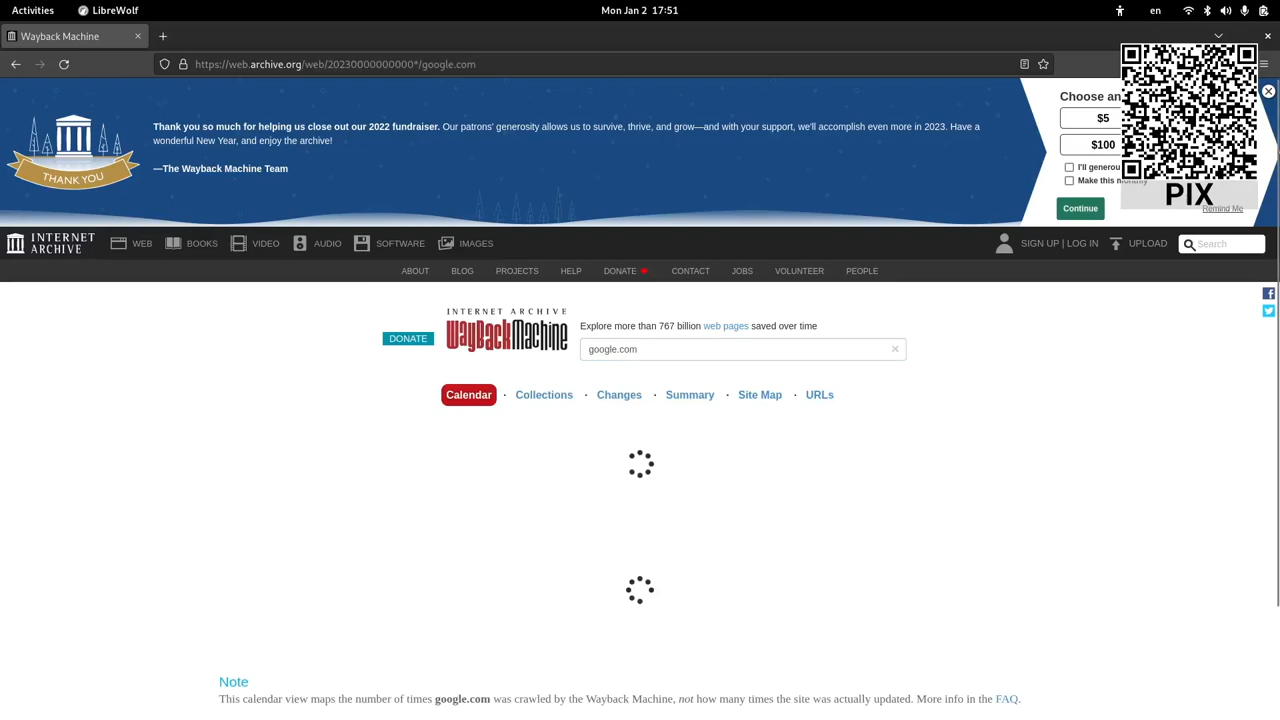 Activities LibreWolf Mon Jan 2 17:51 en
Wayback Machine
https://web.archive.org/web/20230000000000*/google.com
Thank you so much for helping us close out our 2022 fundraiser. Our patrons' generosity allows us to survive, thrive, and grow—and with your support, we'll accomplish even more in 2023. Have a
wonderful New Year, and enjoy the archive!
—The Wayback Machine Team
THANK YOU
Choose an
$5
$100
I'll generou
Make this monthly
Continue
PIX
Remind Me
INTERNET
ARCHIVE
WEB BOOKS VIDEO AUDIO SOFTWARE IMAGES SIGN UP | LOG IN UPLOAD Search
ABOUT BLOG PROJECTS HELP DONATE CONTACT JOBS VOLUNTEER PEOPLE
DONATE
INTERNET ARCHIVE
WayBackMachine
Explore more than 767 billion web pages saved over time
google.com
Calendar · Collections · Changes · Summary · Site Map · URLs
Note
This calendar view maps the number of times google.com was crawled by the Wayback Machine, not how many times the site was actually updated. More info in the FAQ.